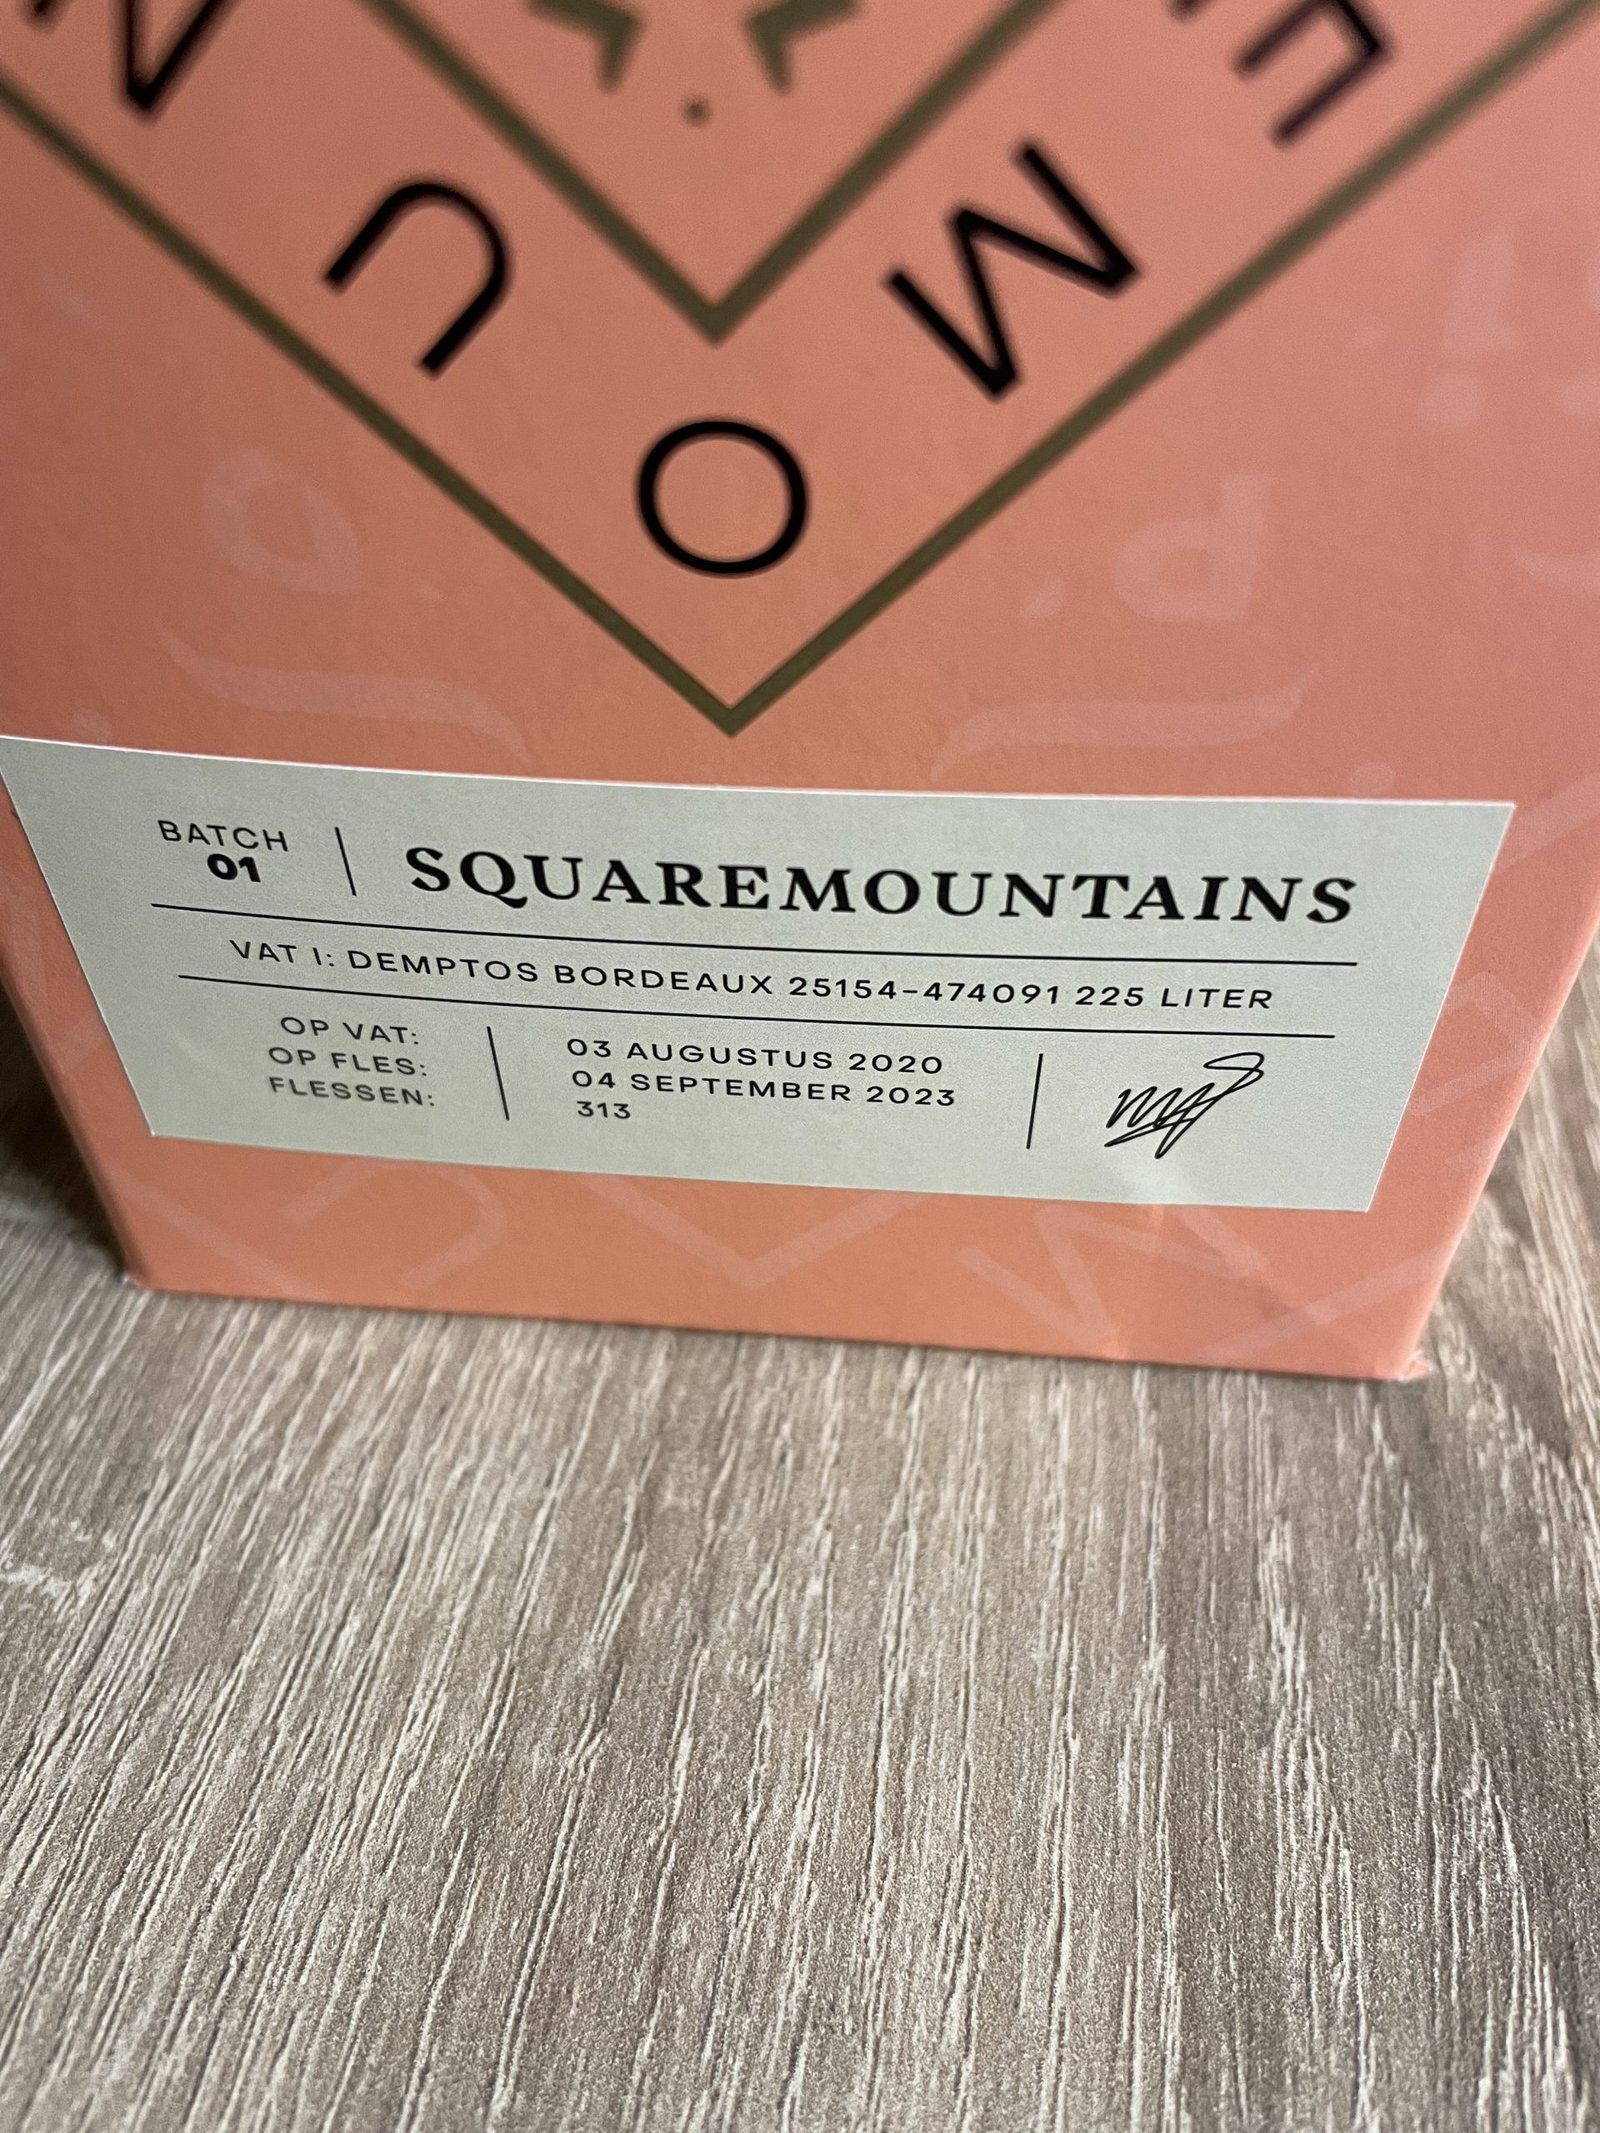 N U O M E
BATCH
01
SQUAREMOUNTAINS
VAT I: DEMPTOS BORDEAUX 25154-474091 225 LITER
OP VAT: 03 AUGUSTUS 2020
OP FLES: 04 SEPTEMBER 2023
FLESSEN: 313